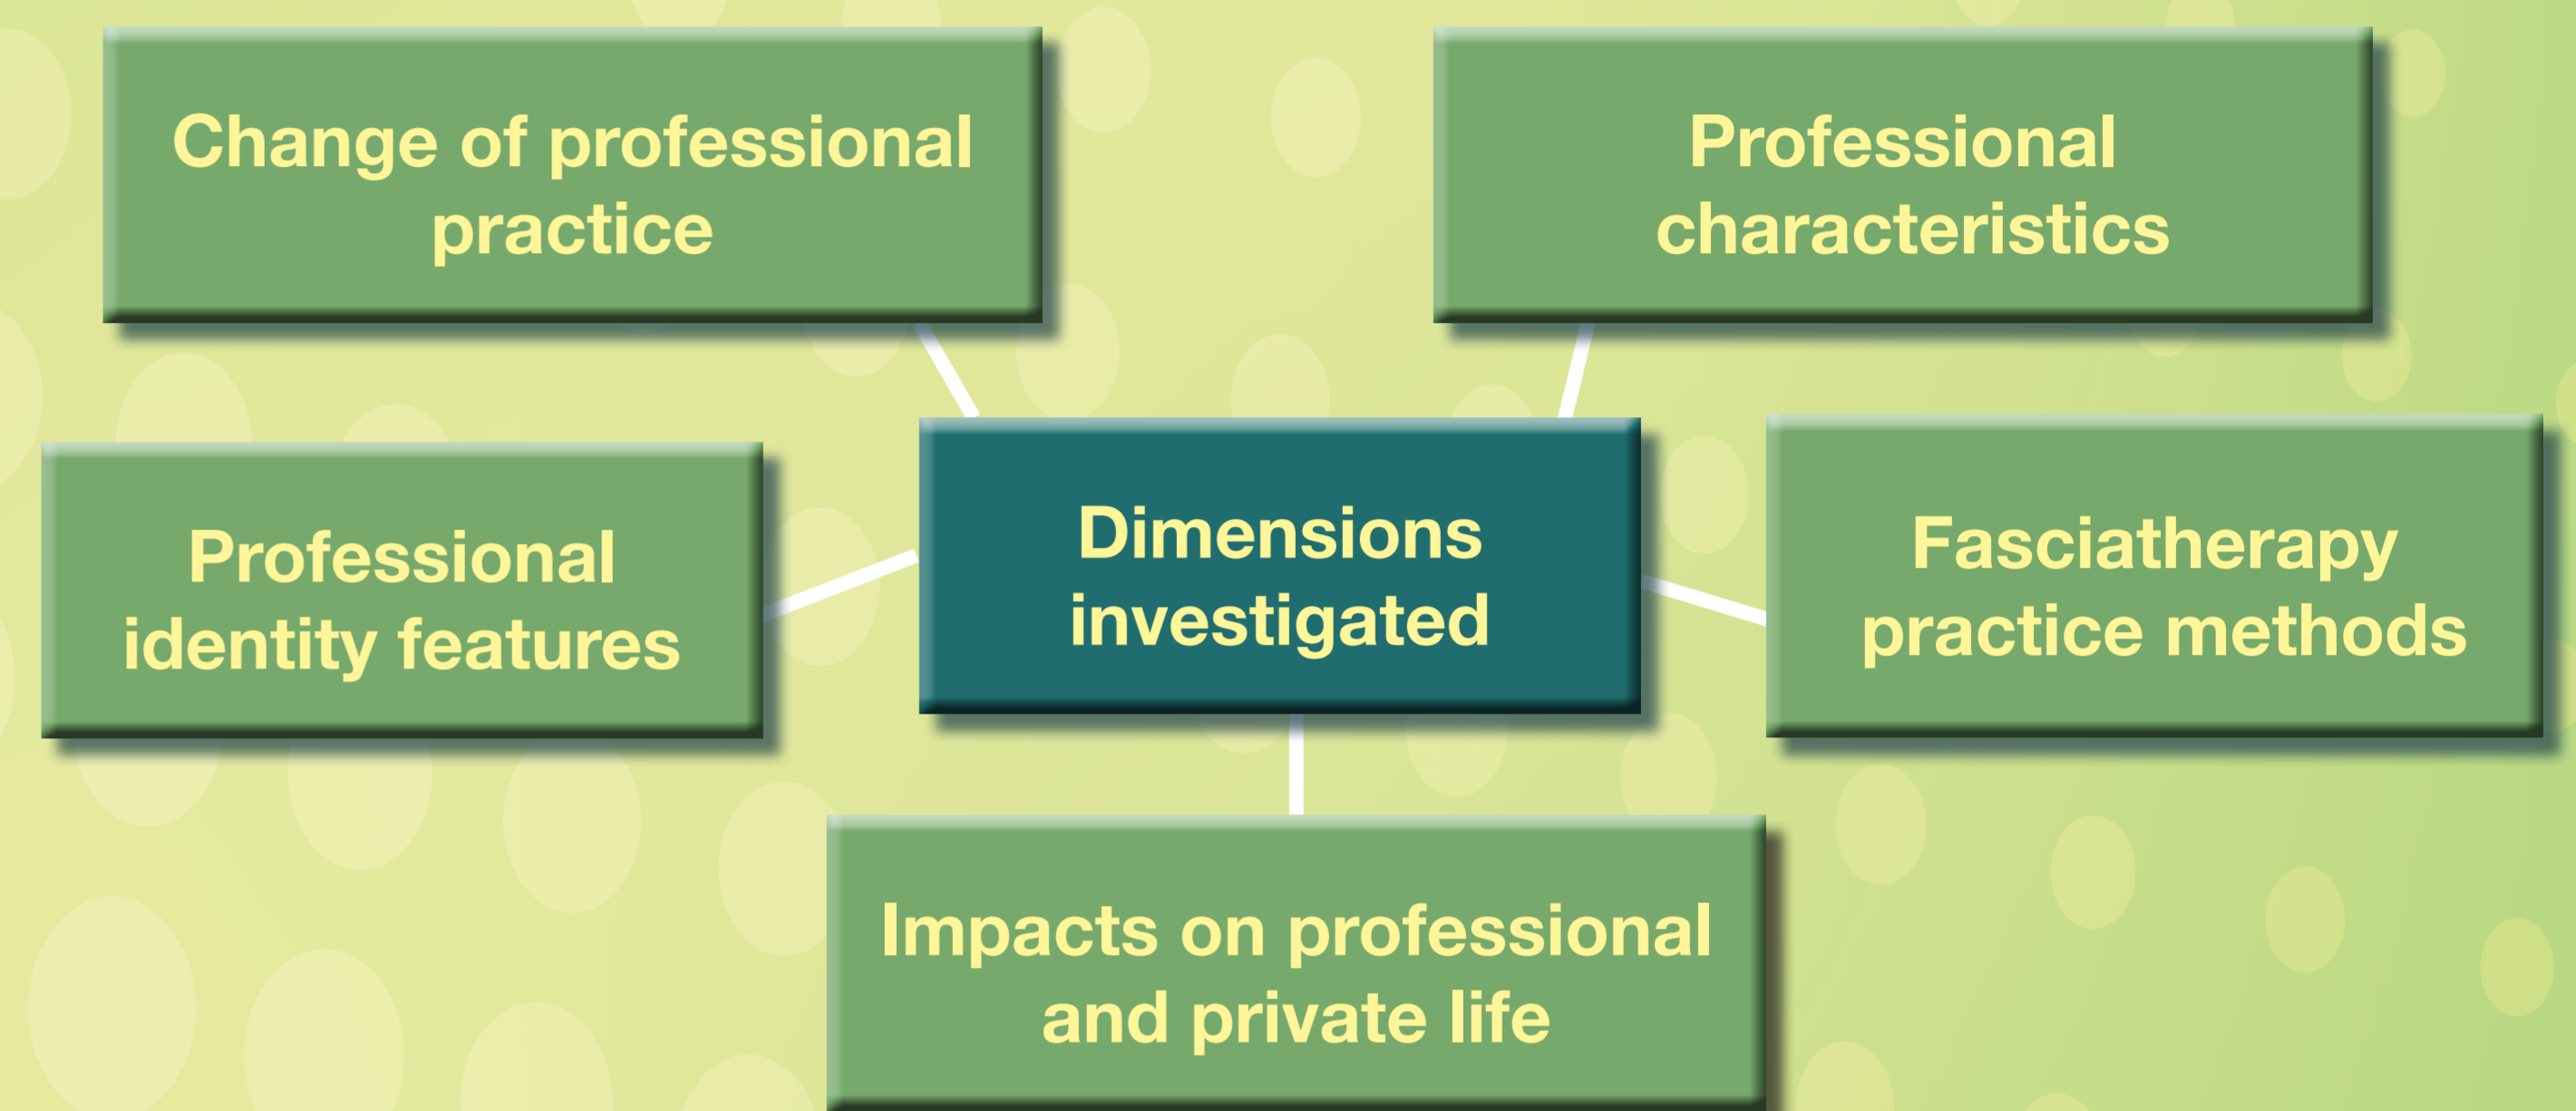 Change of professional
practice
Professional
characteristics
Professional
identity features
Dimensions
investigated
Fasciatherapy
practice methods
Impacts on professional
and private life